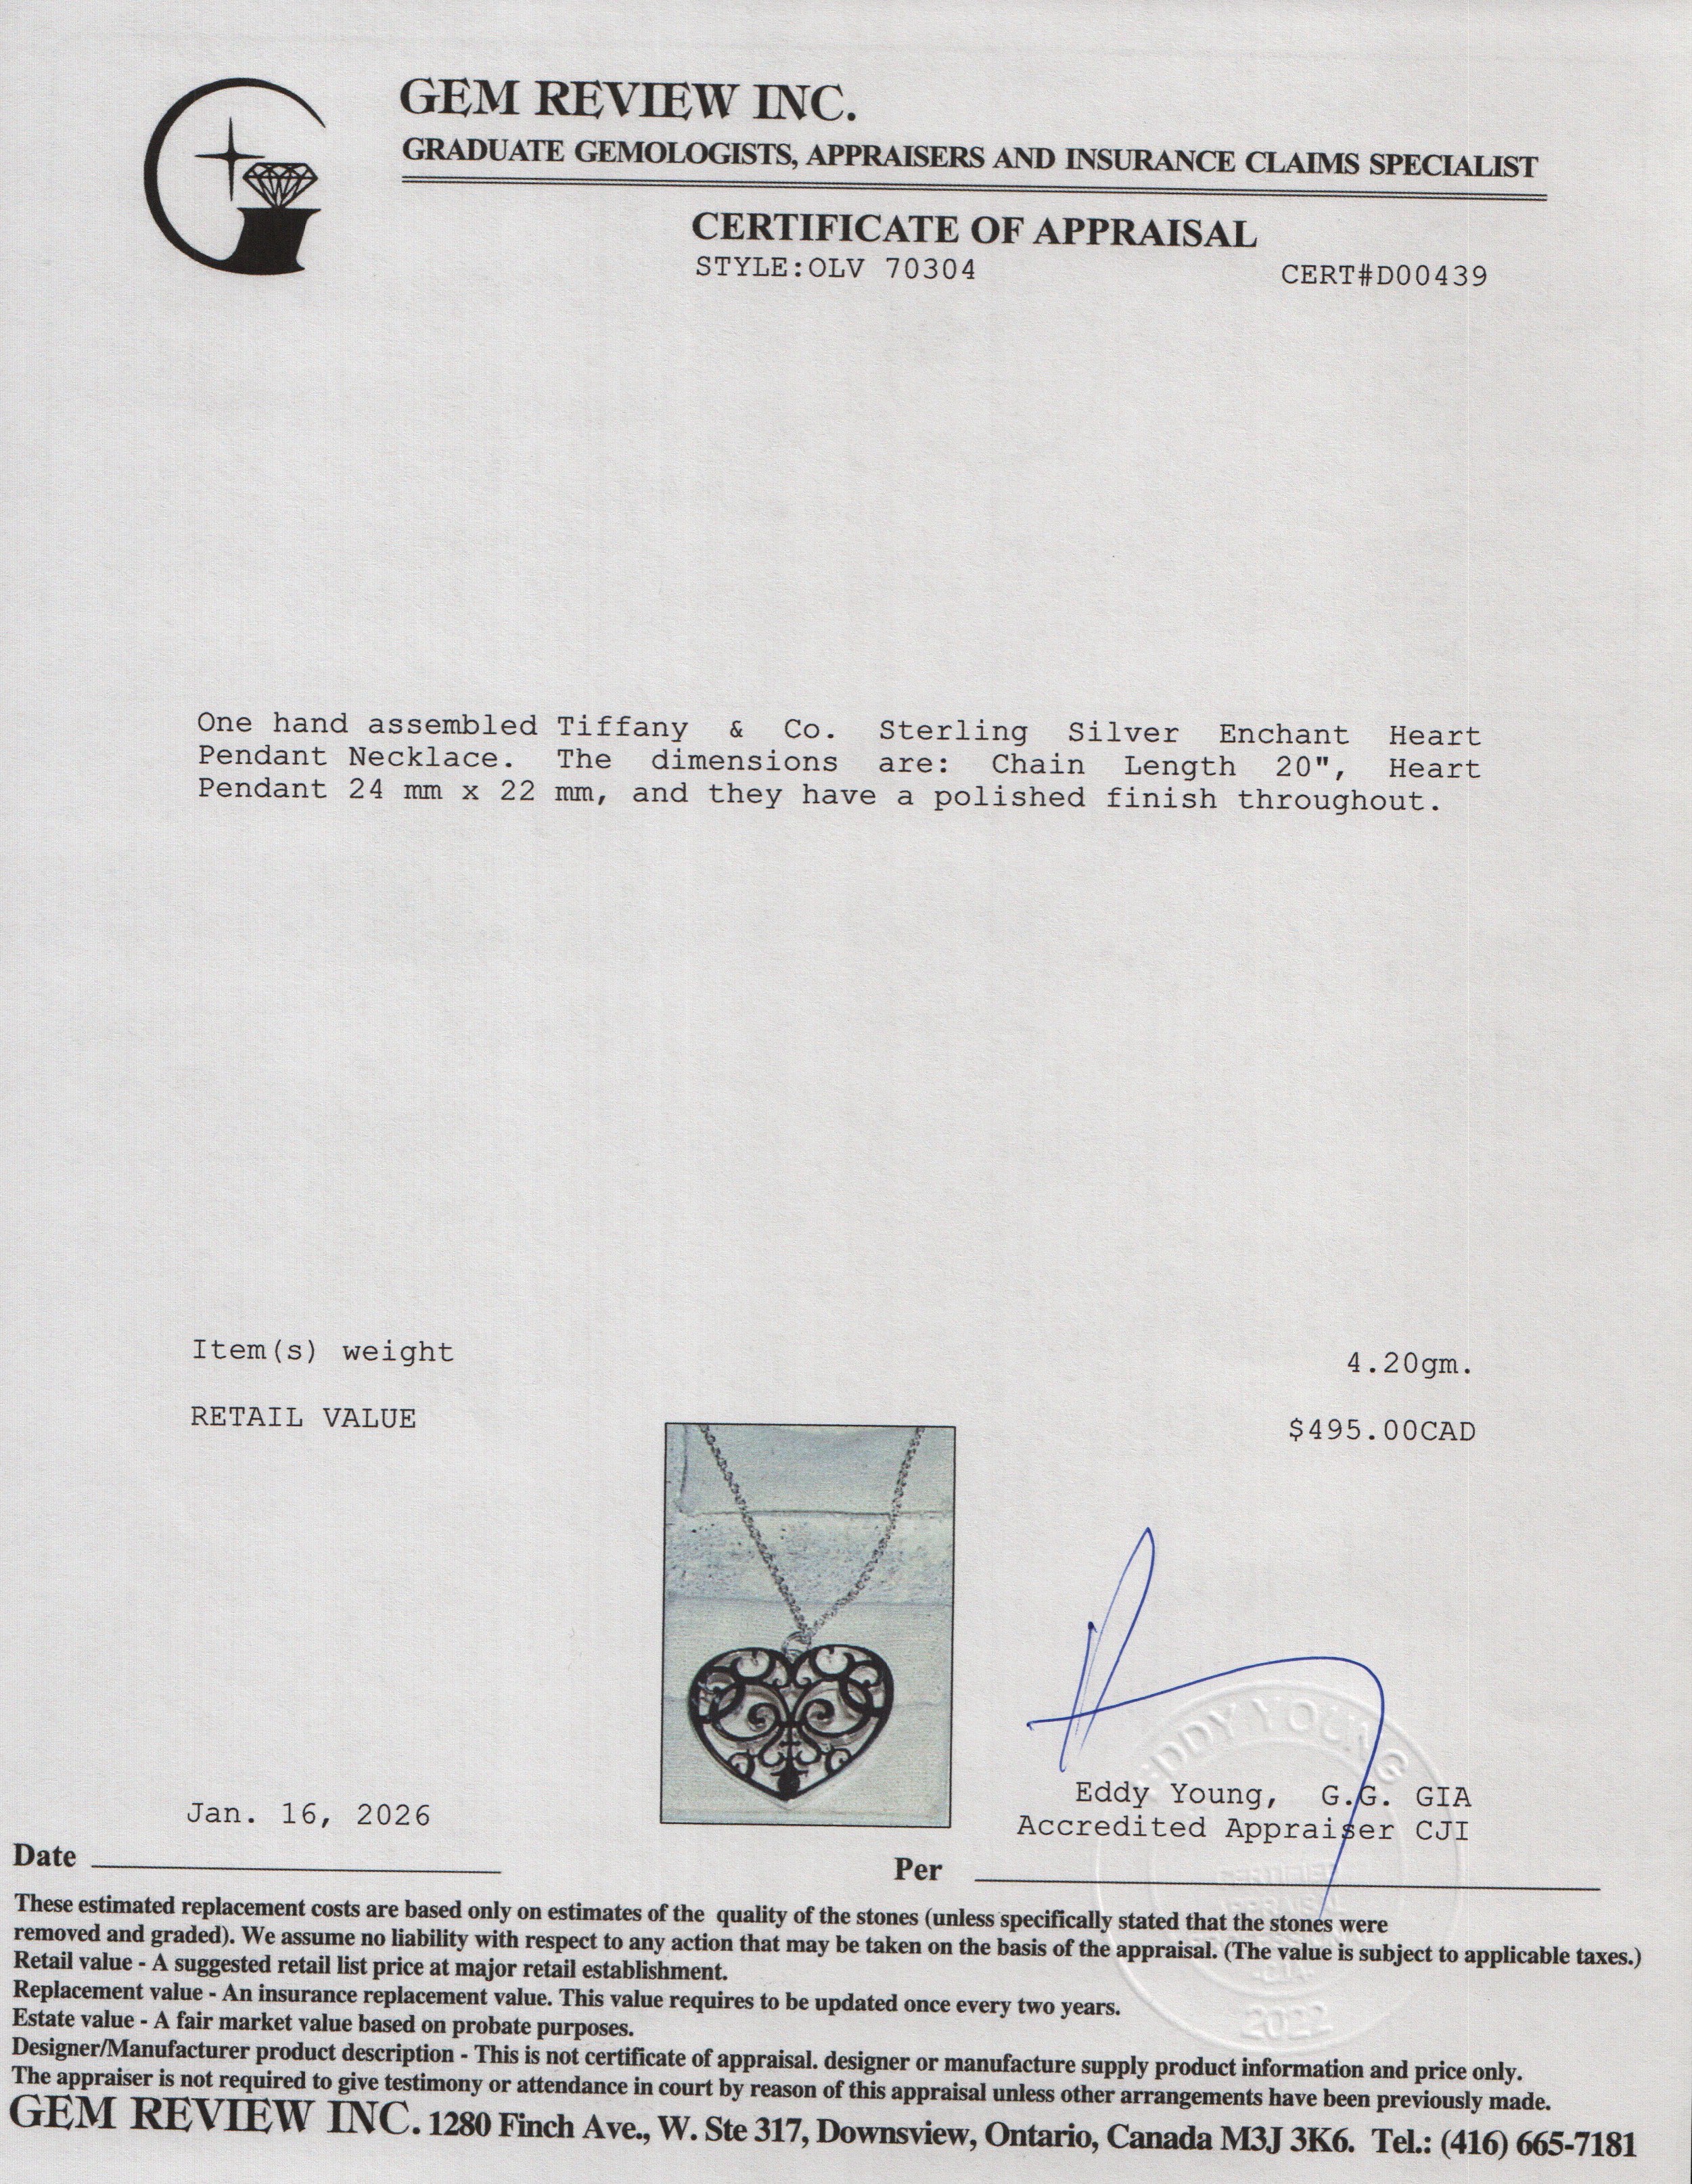 GEM REVIEW INC.
GRADUATE GEMOLOGISTS, APPRAISERS AND INSURANCE CLAIMS SPECIALIST
CERTIFICATE OF APPRAISAL
STYLE:OLV 70304 CERT#D00439
One hand assembled Tiffany & Co. Sterling Silver Enchant Heart
Pendant Necklace. The dimensions are: Chain Length 20", Heart
Pendant 24 mm x 22 mm, and they have a polished finish throughout.
Item(s) weight 4.20gm.
RETAIL VALUE $495.00CAD
EDDY YOUNG
Eddy Young, G.G. GIA
Accredited Appraiser CJI
Jan. 16, 2026
Date
Per
CERTIFIED
2022
These estimated replacement costs are based only on estimates of the quality of the stones (unless specifically stated that the stones were
removed and graded). We assume no liability with respect to any action that may be taken on the basis of the appraisal. (The value is subject to applicable taxes.)
Retail value - A suggested retail list price at major retail establishment.
Replacement value - An insurance replacement value. This value requires to be updated once every two years.
Estate value - A fair market value based on probate purposes.
Designer/Manufacturer product description - This is not certificate of appraisal. designer or manufacture supply product information and price only.
The appraiser is not required to give testimony or attendance in court by reason of this appraisal unless other arrangements have been previously made.
GEM REVIEW INC. 1280 Finch Ave., W. Ste 317, Downsview, Ontario, Canada M3J 3K6. Tel.: (416) 665-7181